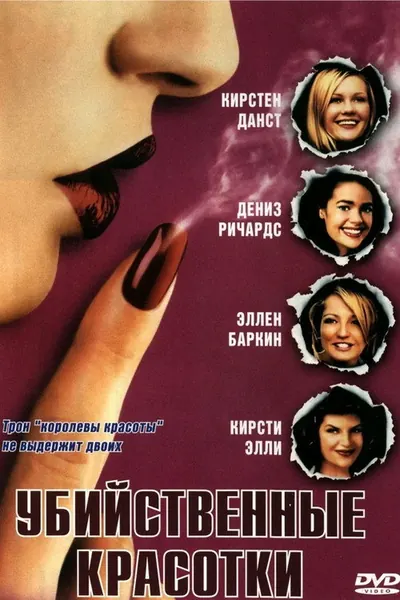 КИРСТЕН
ДАНСТ
ДЕНИЗ
РИЧАРДС
ЭЛЛЕН
БАРКИН
КИРСТИ
ЭЛЛИ
Трон "королевы красоты"
не выдержит двоих
УБИЙСТВЕННЫЕ
КРАСОТКИ
DVD
VIDEO